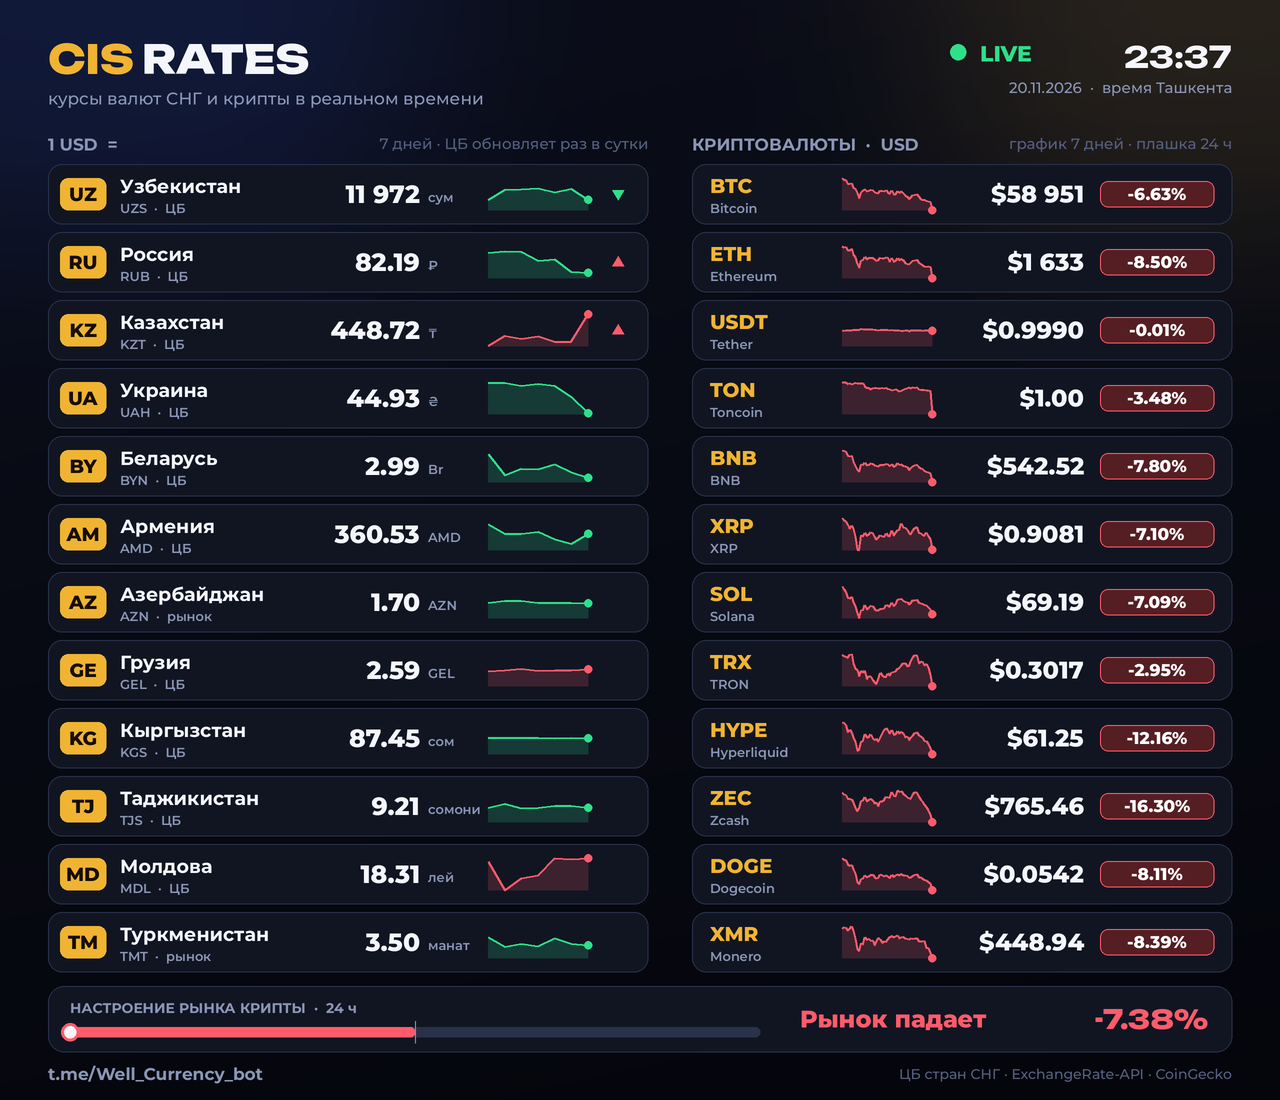 CIS RATES
курсы валют СНГ и крипты в реальном времени
LIVE 23:37
20.11.2026 · время Ташкента
1 USD =
7 дней · ЦБ обновляет раз в сутки
UZ Узбекистан 11 972 сум
UZS · ЦБ
RU Россия 82.19 ₽
RUB · ЦБ
KZ Казахстан 448.72 ₸
KZT · ЦБ
UA Украина 44.93 ₴
UAH · ЦБ
BY Беларусь 2.99 Br
BYN · ЦБ
AM Армения 360.53 AMD
AMD · ЦБ
AZ Азербайджан 1.70 AZN
AZN · рынок
GE Грузия 2.59 GEL
GEL · ЦБ
KG Кыргызстан 87.45 сом
KGS · ЦБ
TJ Таджикистан 9.21 сомони
TJS · ЦБ
MD Молдова 18.31 лей
MDL · ЦБ
TM Туркменистан 3.50 манат
TMT · рынок
КРИПТОВАЛЮТЫ · USD
график 7 дней · плашка 24 ч
BTC $58 951 -6.63%
Bitcoin
ETH $1 633 -8.50%
Ethereum
USDT $0.9990 -0.01%
Tether
TON $1.00 -3.48%
Toncoin
BNB $542.52 -7.80%
BNB
XRP $0.9081 -7.10%
XRP
SOL $69.19 -7.09%
Solana
TRX $0.3017 -2.95%
TRON
HYPE $61.25 -12.16%
Hyperliquid
ZEC $765.46 -16.30%
Zcash
DOGE $0.0542 -8.11%
Dogecoin
XMR $448.94 -8.39%
Monero
НАСТРОЕНИЕ РЫНКА КРИПТЫ · 24 ч
Рынок падает -7.38%
t.me/Well_Currency_bot
ЦБ стран СНГ · ExchangeRate-API · CoinGecko